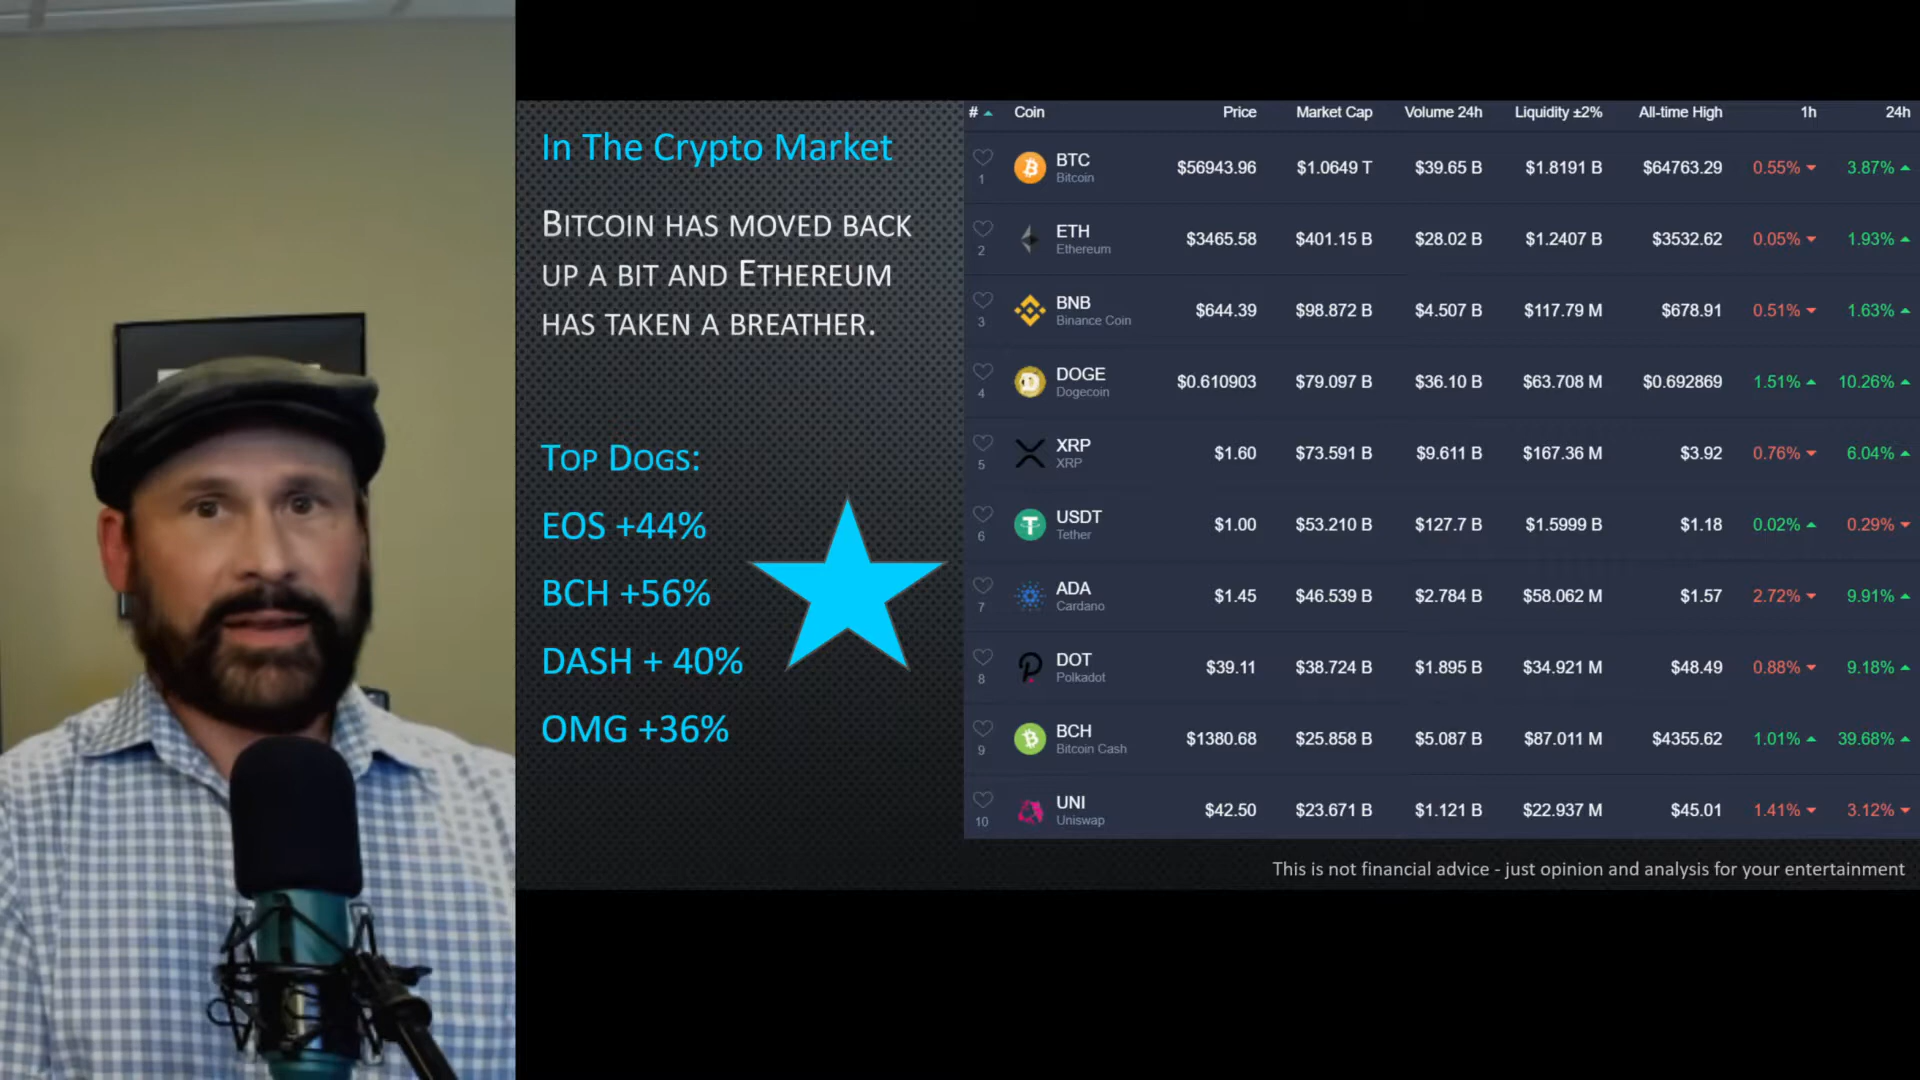 In The Crypto Market
BITCOIN HAS MOVED BACK
UP A BIT AND ETHEREUM
HAS TAKEN A BREATHER.
TOP DOGS:
EOS +44%
BCH +56%
DASH + 40%
OMG +36%
# Coin Price Market Cap Volume 24h Liquidity ±2% All-time High 1h 24h
1 BTC Bitcoin $56943.96 $1.0649 T $39.65 B $1.8191 B $64763.29 0.55% 3.87%
2 ETH Ethereum $3465.58 $401.15 B $28.02 B $1.2407 B $3532.62 0.05% 1.93%
3 BNB Binance Coin $644.39 $98.872 B $4.507 B $117.79 M $678.91 0.51% 1.63%
4 DOGE Dogecoin $0.610903 $79.097 B $36.10 B $63.708 M $0.692869 1.51% 10.26%
5 XRP XRP $1.60 $73.591 B $9.611 B $167.36 M $3.92 0.76% 6.04%
6 USDT Tether $1.00 $53.210 B $127.7 B $1.5999 B $1.18 0.02% 0.29%
7 ADA Cardano $1.45 $46.539 B $2.784 B $58.062 M $1.57 2.72% 9.91%
8 DOT Polkadot $39.11 $38.724 B $1.895 B $34.921 M $48.49 0.88% 9.18%
9 BCH Bitcoin Cash $1380.68 $25.858 B $5.087 B $87.011 M $4355.62 1.01% 39.68%
10 UNI Uniswap $42.50 $23.671 B $1.121 B $22.937 M $45.01 1.41% 3.12%
This is not financial advice - just opinion and analysis for your entertainment